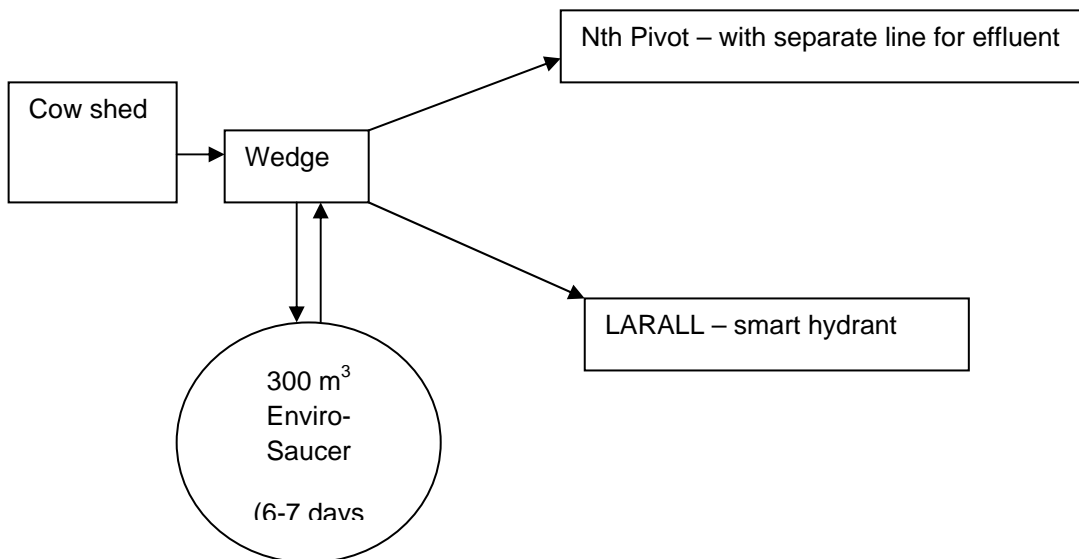 Nth Pivot – with separate line for effluent
Cow shed
Wedge
LARALL – smart hydrant
300 m³
Enviro-
Saucer
(6-7 days